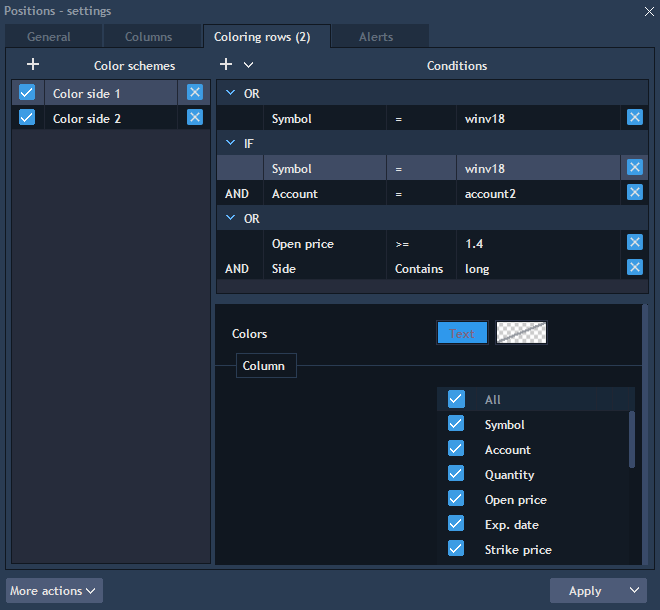 Positions - settings
General Columns Coloring rows (2) Alerts
Color schemes
Color side 1
Color side 2
Conditions
OR
Symbol = winv18
IF
Symbol = winv18
AND Account = account2
OR
Open price >= 1.4
AND Side Contains long
Colors Text
Column
All
Symbol
Account
Quantity
Open price
Exp. date
Strike price
More actions Apply